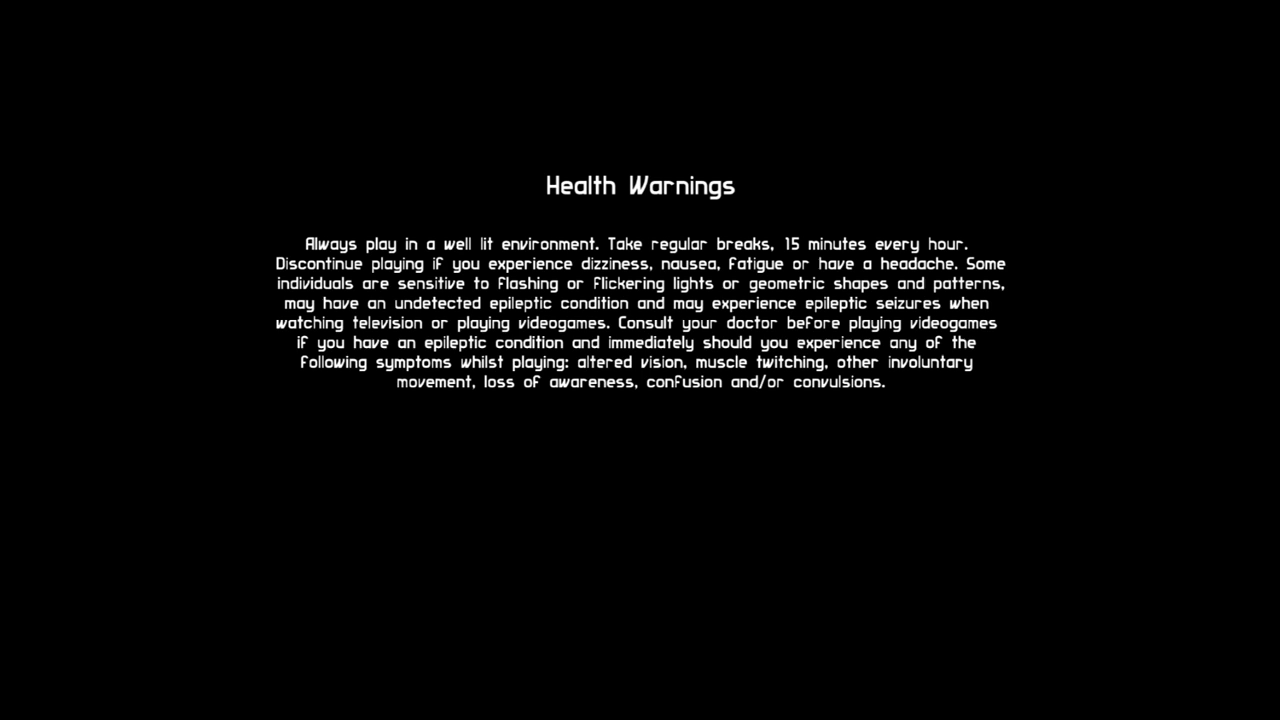 Health Warnings
Always play in a well lit environment. Take regular breaks, 15 minutes every hour.
Discontinue playing if you experience dizziness, nausea, fatigue or have a headache. Some
individuals are sensitive to flashing or flickering lights or geometric shapes and patterns,
may have an undetected epileptic condition and may experience epileptic seizures when
watching television or playing videogames. Consult your doctor before playing videogames
if you have an epileptic condition and immediately should you experience any of the
following symptoms whilst playing: altered vision, muscle twitching, other involuntary
movement, loss of awareness, confusion and/or convulsions.